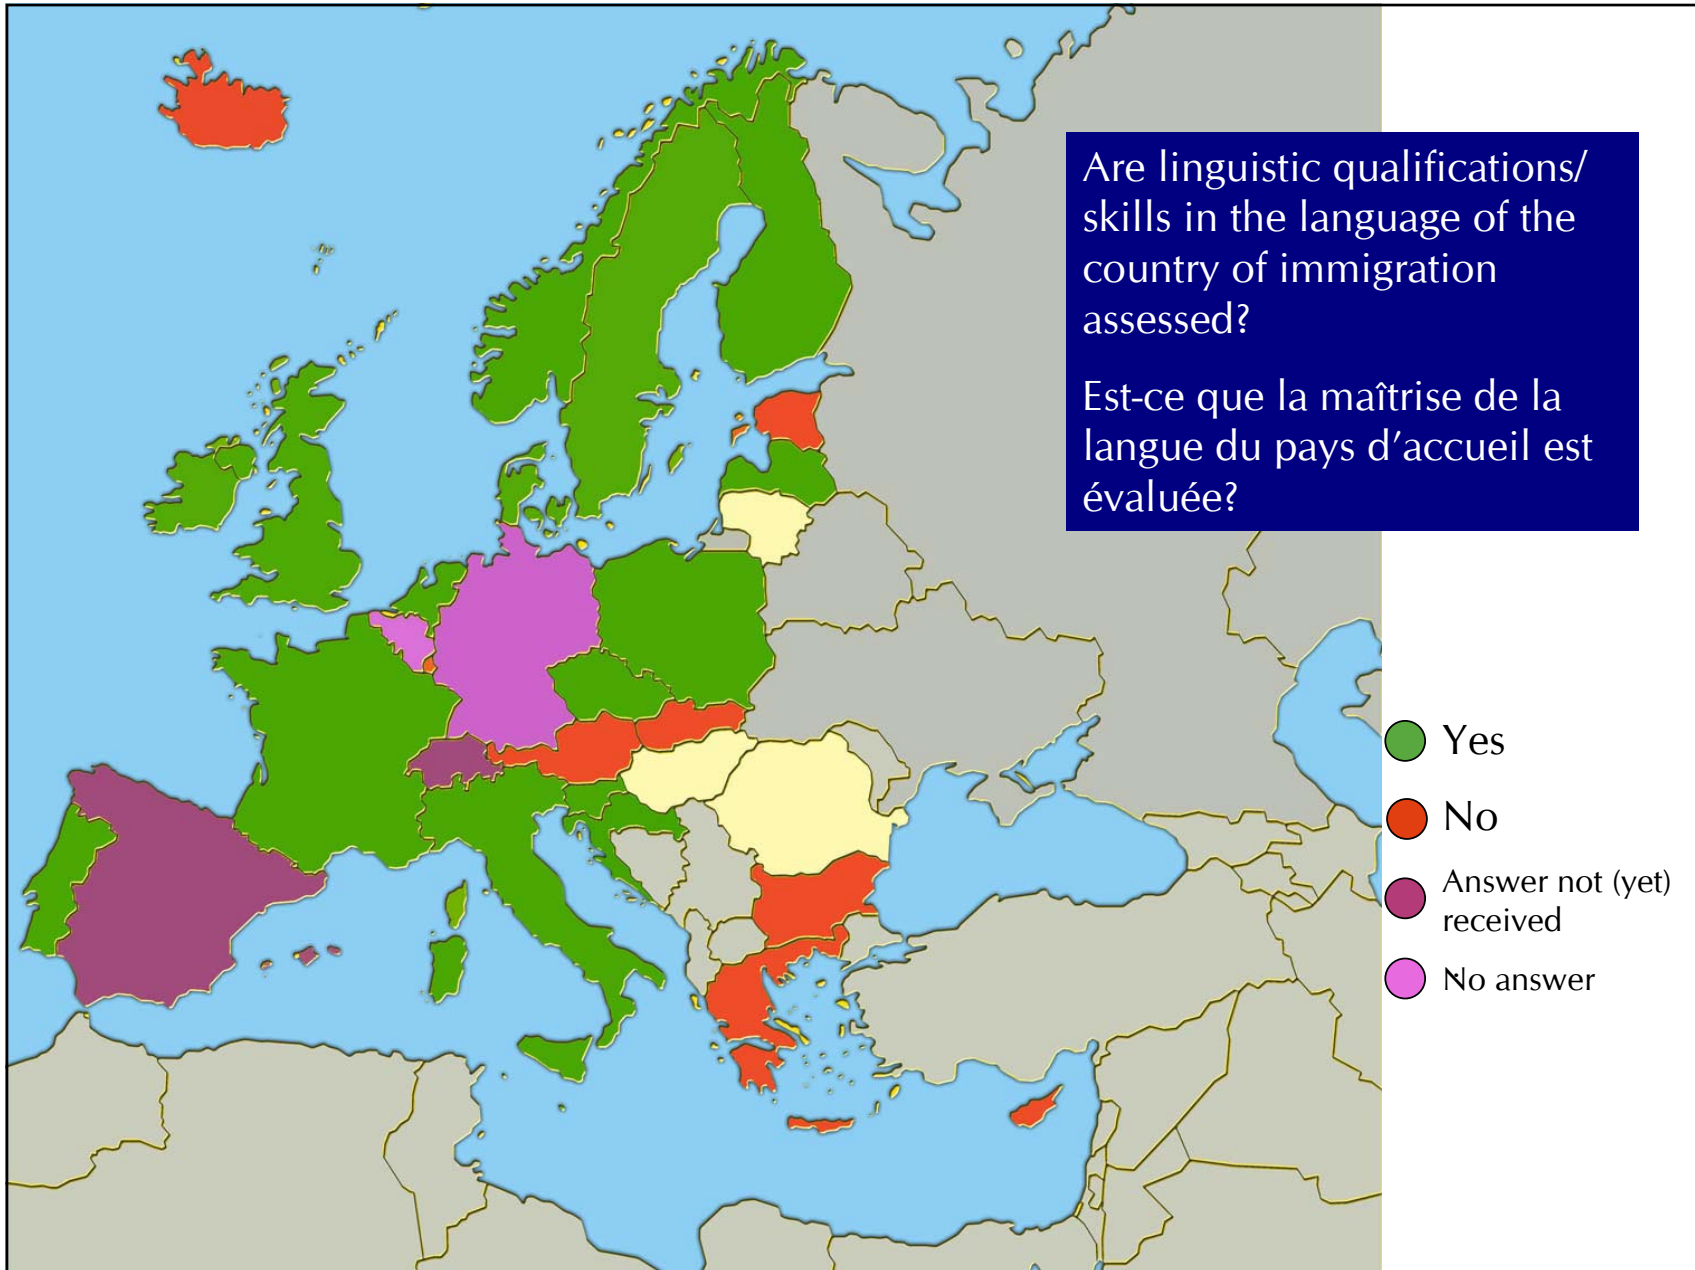 Are linguistic qualifications/
skills in the language of the
country of immigration
assessed?
Est-ce que la maîtrise de la
langue du pays d’accueil est
évaluée?
Yes
No
Answer not (yet)
received
No answer